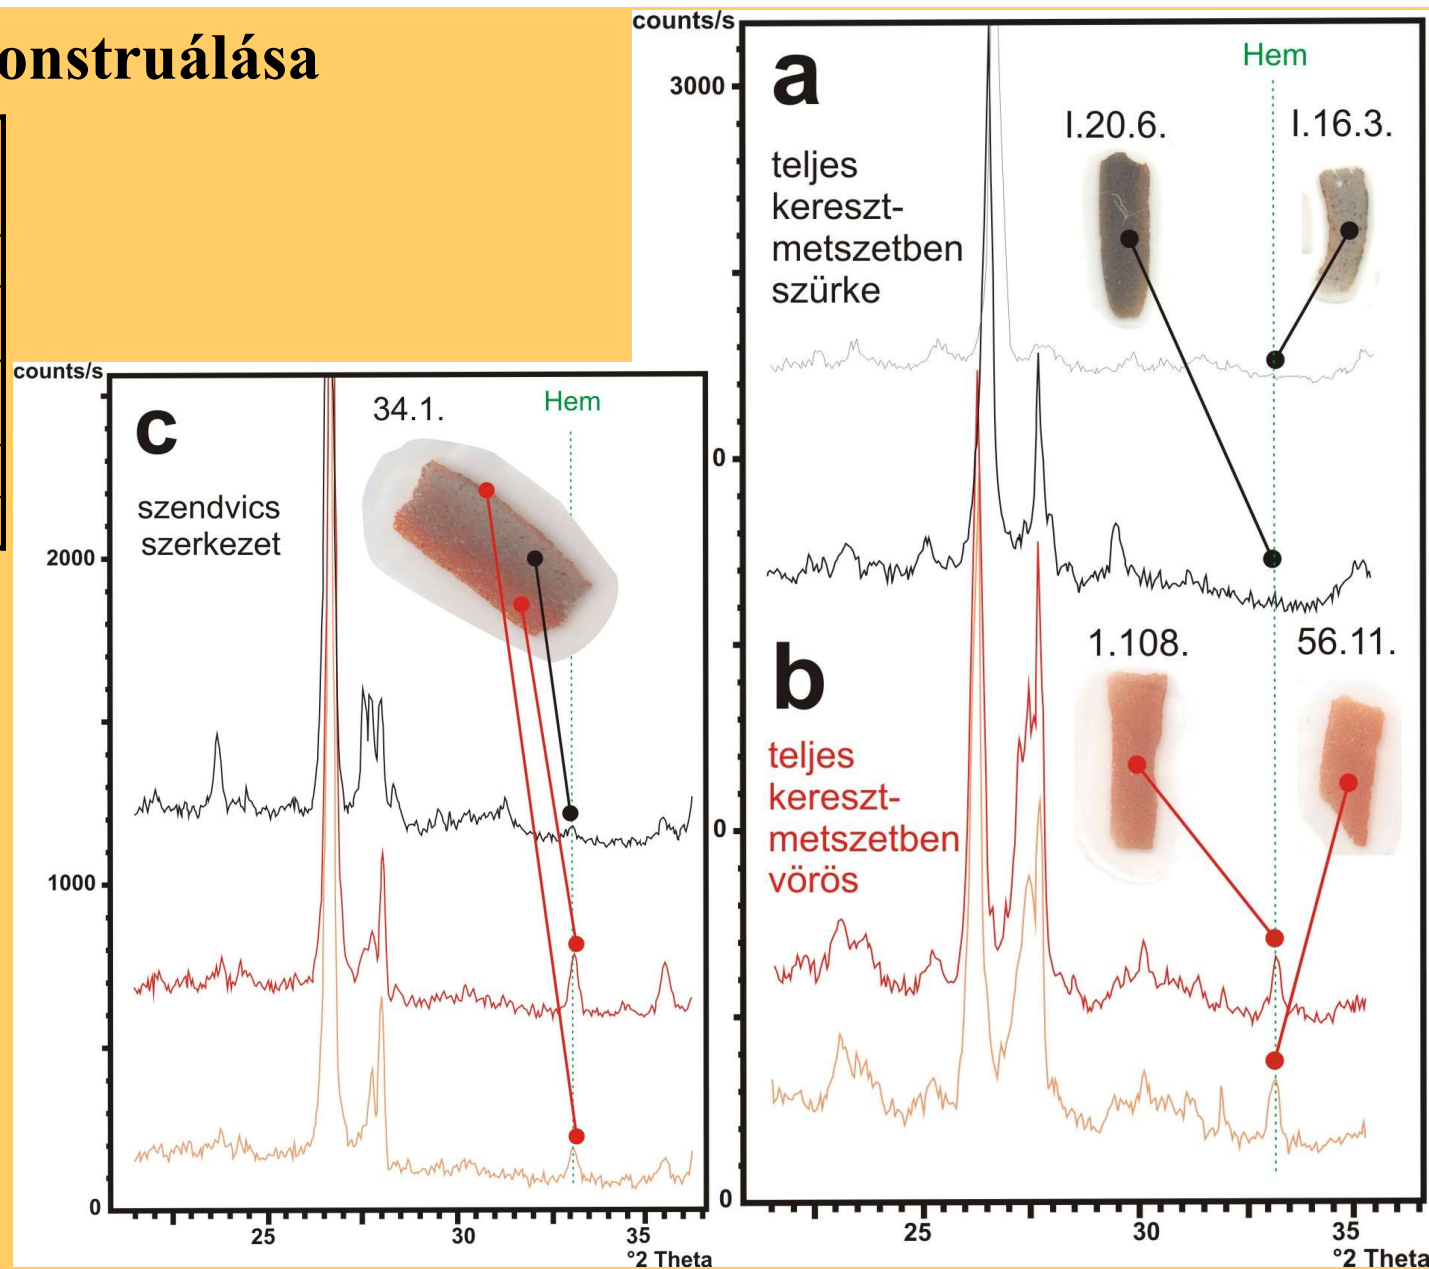 onstruálása
counts/s
3000
0
0
0
a
teljes
kereszt-
metszetben
szürke
Hem
I.20.6.
I.16.3.
b
teljes
kereszt-
metszetben
vörös
1.108.
56.11.
25
30
35
°2 Theta
counts/s
2000
1000
0
c
szendvics
szerkezet
34.1.
Hem
25
30
35
°2 Theta